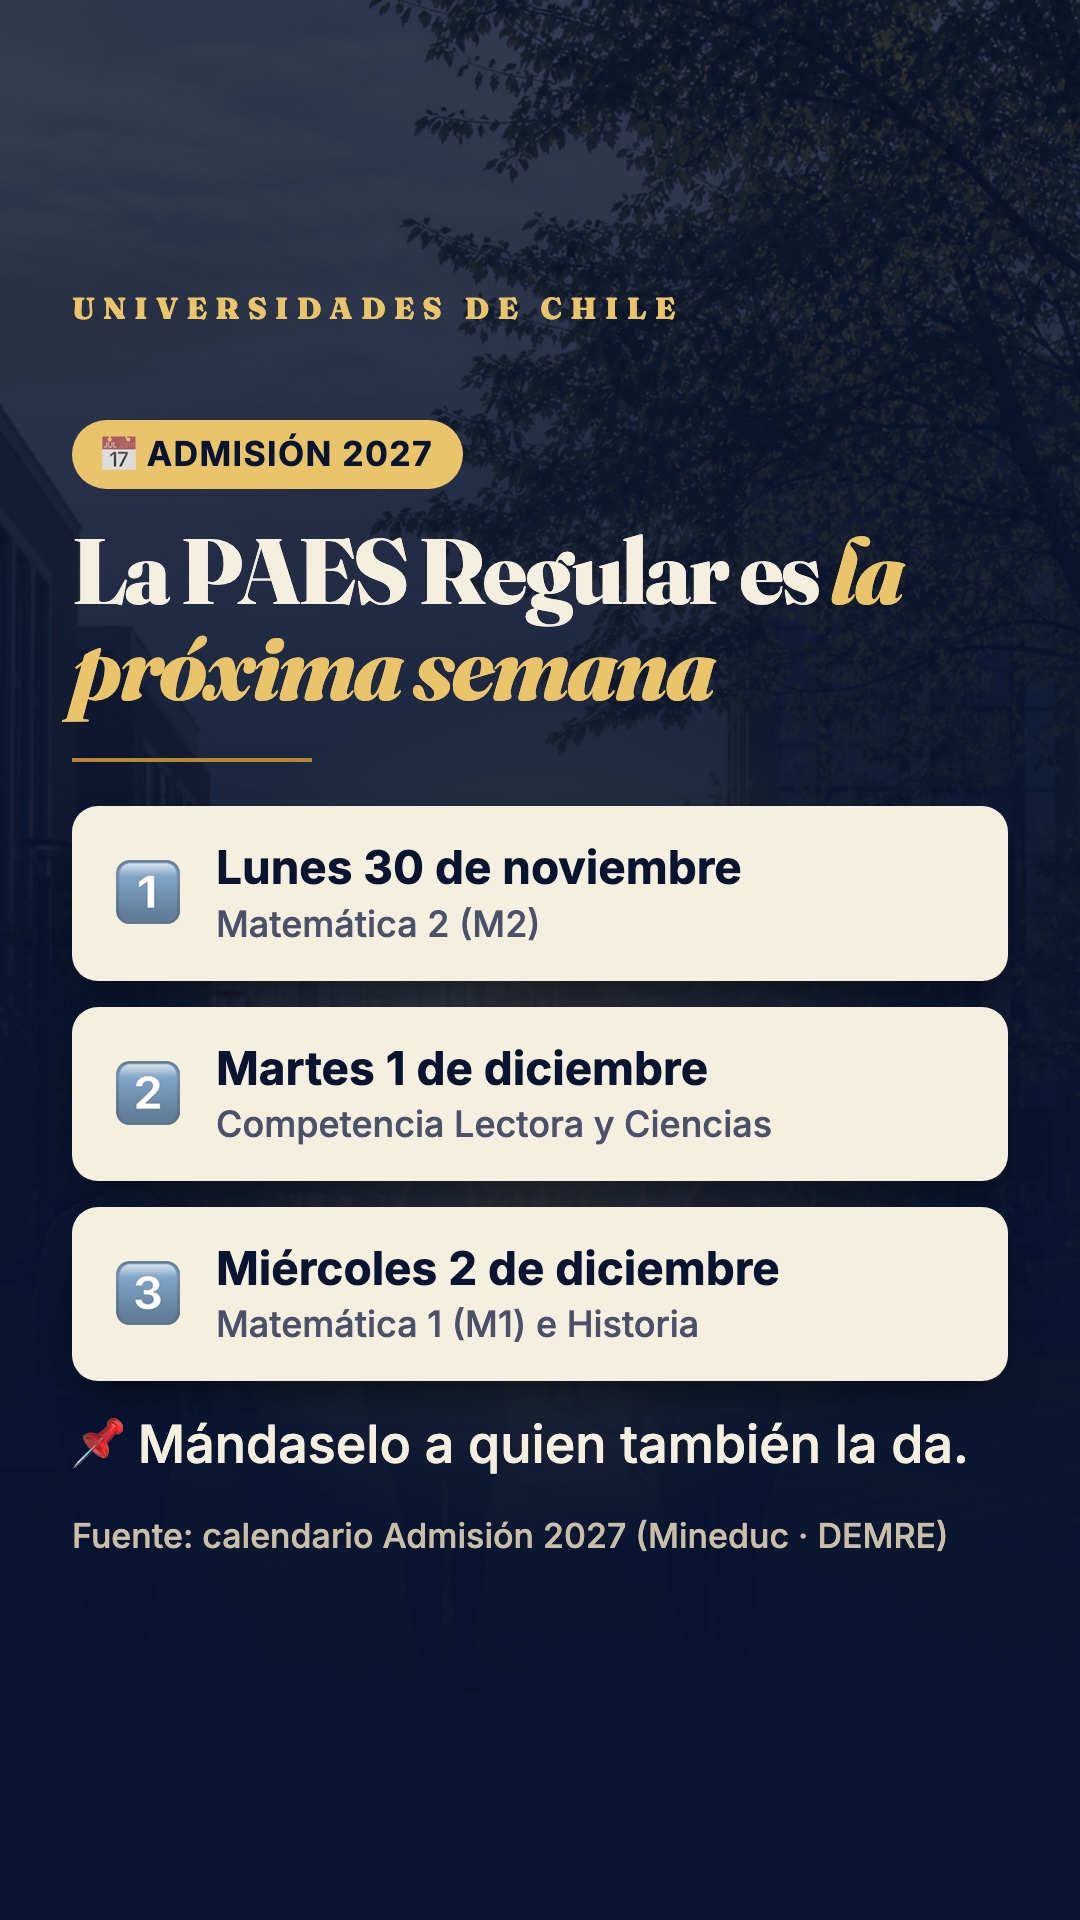 UNIVERSIDADES DE CHILE
📅 ADMISIÓN 2027
La PAES Regular es la
próxima semana
1 Lunes 30 de noviembre
Matemática 2 (M2)
2 Martes 1 de diciembre
Competencia Lectora y Ciencias
3 Miércoles 2 de diciembre
Matemática 1 (M1) e Historia
📌 Mándaselo a quien también la da.
Fuente: calendario Admisión 2027 (Mineduc · DEMRE)